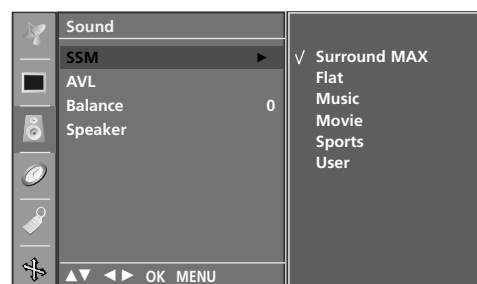 Sound
SSM ►
AVL
Balance 0
Speaker
▲▼ ◄► OK MENU
√ Surround MAX
Flat
Music
Movie
Sports
User